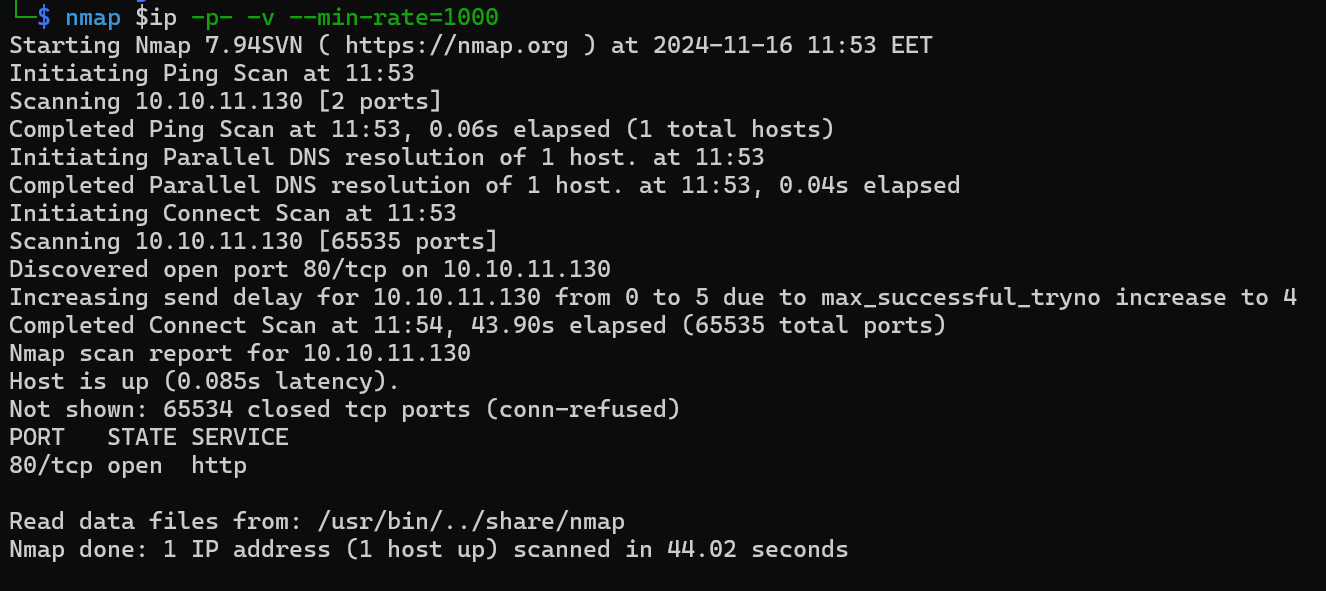 └─$ nmap $ip -p- -v --min-rate=1000
Starting Nmap 7.94SVN ( https://nmap.org ) at 2024-11-16 11:53 EET
Initiating Ping Scan at 11:53
Scanning 10.10.11.130 [2 ports]
Completed Ping Scan at 11:53, 0.06s elapsed (1 total hosts)
Initiating Parallel DNS resolution of 1 host. at 11:53
Completed Parallel DNS resolution of 1 host. at 11:53, 0.04s elapsed
Initiating Connect Scan at 11:53
Scanning 10.10.11.130 [65535 ports]
Discovered open port 80/tcp on 10.10.11.130
Increasing send delay for 10.10.11.130 from 0 to 5 due to max_successful_tryno increase to 4
Completed Connect Scan at 11:54, 43.90s elapsed (65535 total ports)
Nmap scan report for 10.10.11.130
Host is up (0.085s latency).
Not shown: 65534 closed tcp ports (conn-refused)
PORT   STATE SERVICE
80/tcp open  http

Read data files from: /usr/bin/../share/nmap
Nmap done: 1 IP address (1 host up) scanned in 44.02 seconds